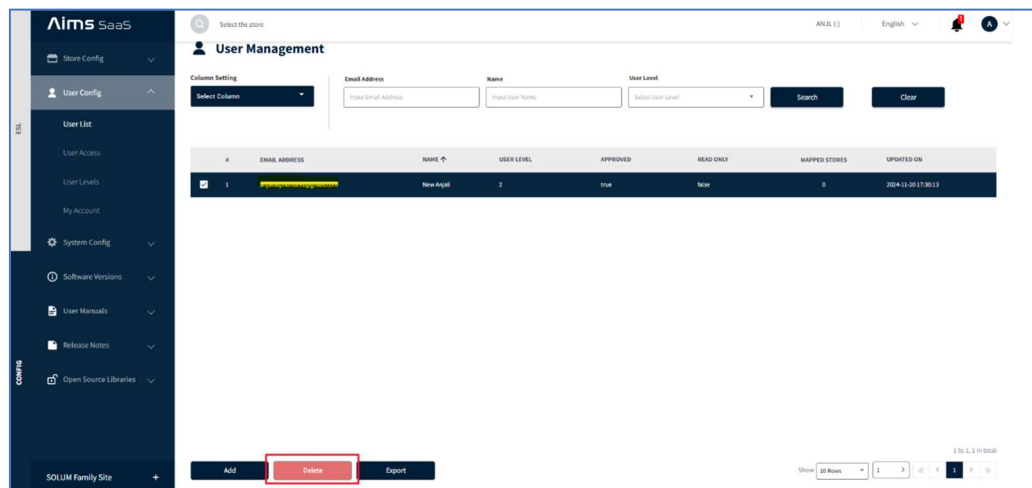 Aims SaaS
Select the store
ANJL (:)
English
A
User Management
Store Config
User Config
User List
User Access
User Levels
My Account
System Config
Software Versions
User Manuals
Release Notes
Open Source Libraries
SOLUM Family Site +
ESL
CONFIG
Column Setting
Select Column
Email Address
Input Email Address
Name
Input User Name
User Level
Select User Level
Search
Clear
# EMAIL ADDRESS NAME ↑ USER LEVEL APPROVED READ ONLY MAPPED STORES UPDATED ON
1 New Anjali 2 true false 0 2024-11-20 17:30:13
1 to 1, 1 in total
Add Delete Export
Show 10 Rows 1 > « < 1 > »